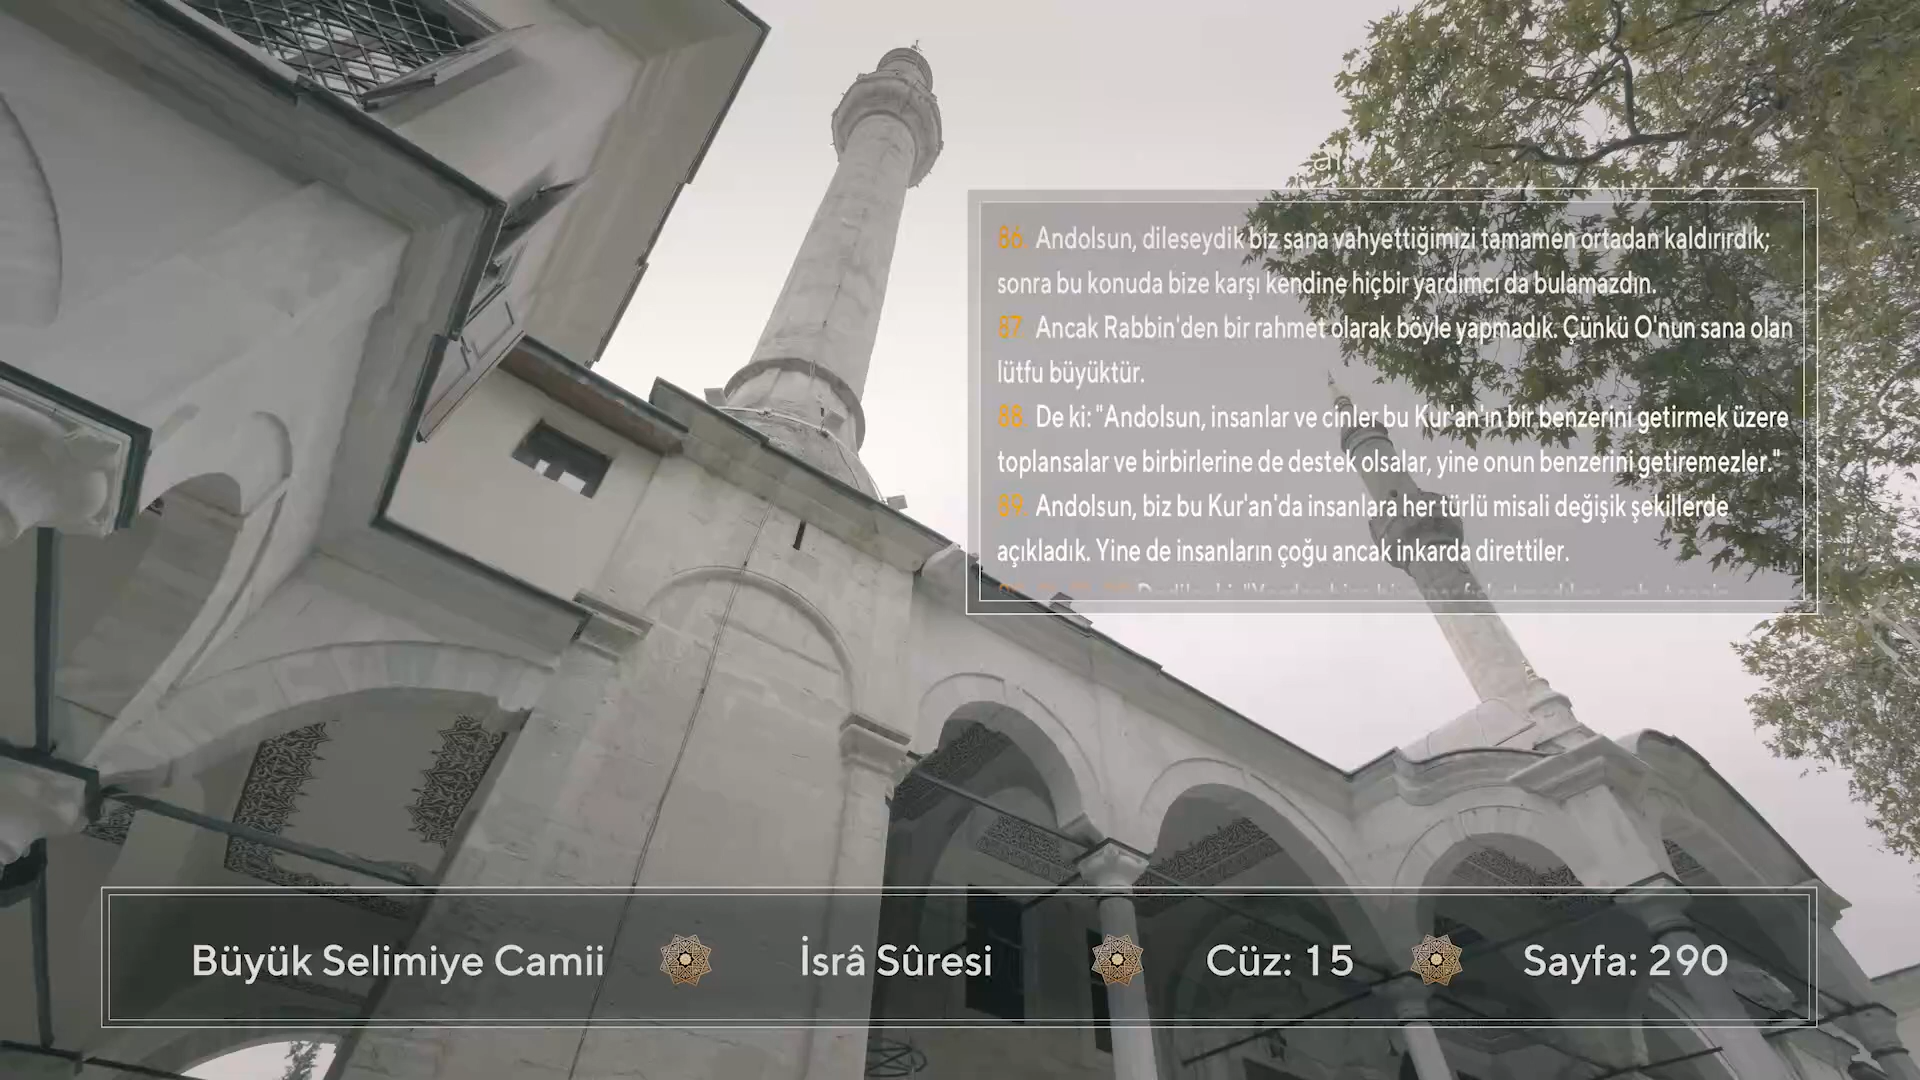 86. Andolsun, dileseydik biz sana vahyettiğimizi tamamen ortadan kaldırırdık;
sonra bu konuda bize karşı kendine hiçbir yardımcı da bulamazdın.
87. Ancak Rabbin'den bir rahmet olarak böyle yapmadık. Çünkü O'nun sana olan
lütfu büyüktür.
88. De ki: "Andolsun, insanlar ve cinler bu Kur'an'ın bir benzerini getirmek üzere
toplansalar ve birbirlerine de destek olsalar, yine onun benzerini getiremezler."
89. Andolsun, biz bu Kur'an'da insanlara her türlü misali değişik şekillerde
açıkladık. Yine de insanların çoğu ancak inkarda direttiler.
Büyük Selimiye Camii İsrâ Sûresi Cüz: 15 Sayfa: 290